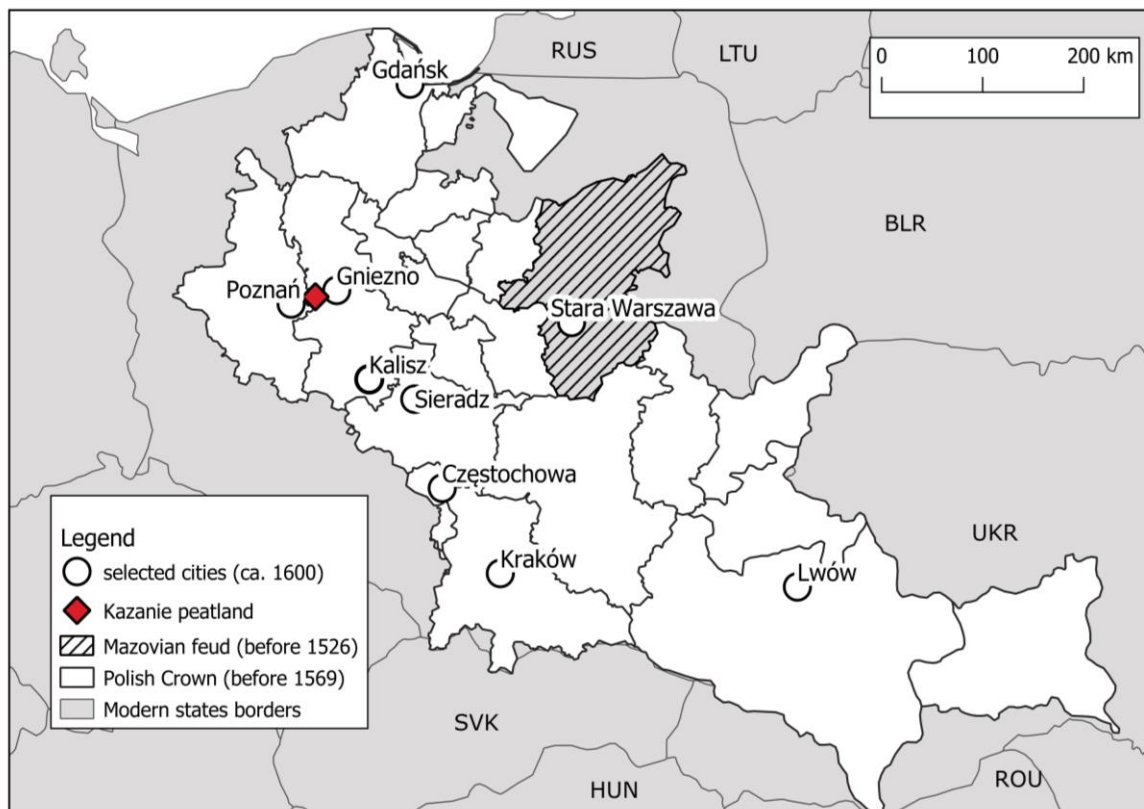 RUS
LTU
0 100 200 km
Gdańsk
BLR
Gniezno
Poznań
Stara Warszawa
Kalisz
Sieradz
Częstochowa
Kraków
Lwów
UKR
Legend
selected cities (ca. 1600)
Kazanie peatland
Mazovian feud (before 1526)
Polish Crown (before 1569)
Modern states borders
SVK
HUN
ROU